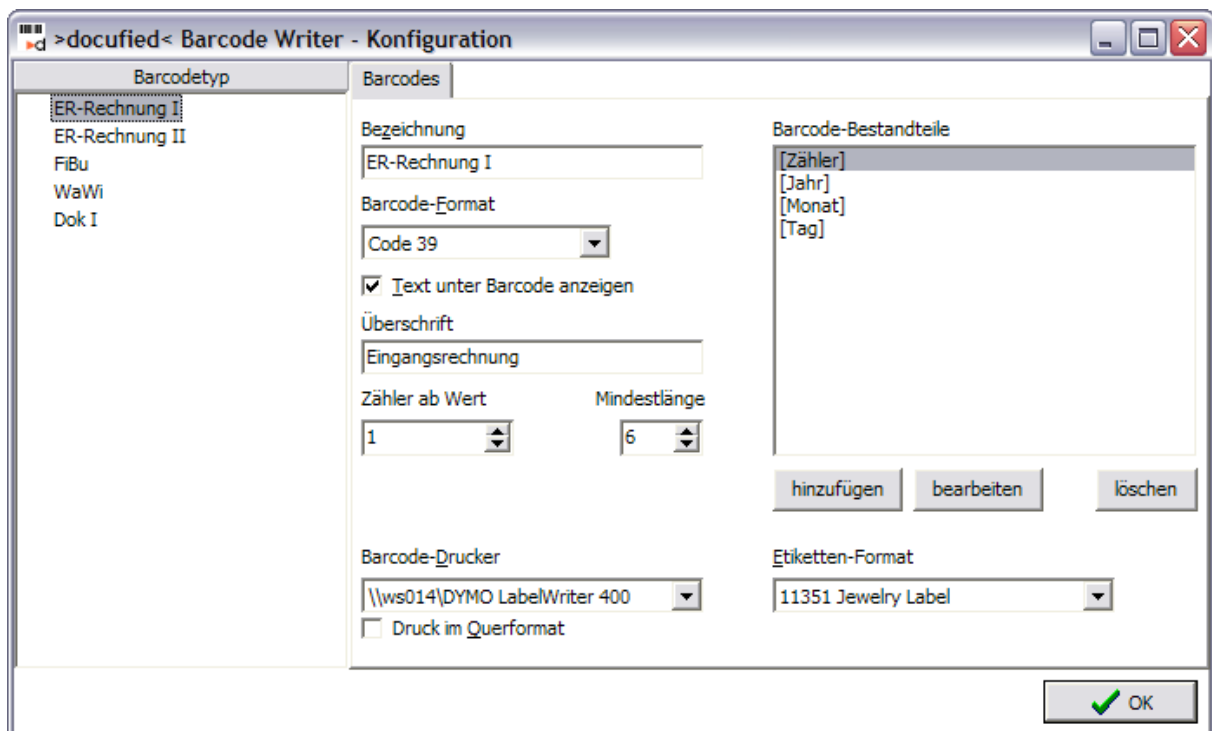 >docufied< Barcode Writer - Konfiguration
Barcodetyp
ER-Rechnung I
ER-Rechnung II
FiBu
WaWi
Dok I
Barcodes
Bezeichnung
ER-Rechnung I
Barcode-Format
Code 39
Text unter Barcode anzeigen
Überschrift
Eingangsrechnung
Zähler ab Wert Mindestlänge
1 6
Barcode-Bestandteile
[Zähler]
[Jahr]
[Monat]
[Tag]
hinzufügen bearbeiten löschen
Barcode-Drucker
\\ws014\DYMO LabelWriter 400
Druck im Querformat
Etiketten-Format
11351 Jewelry Label
OK